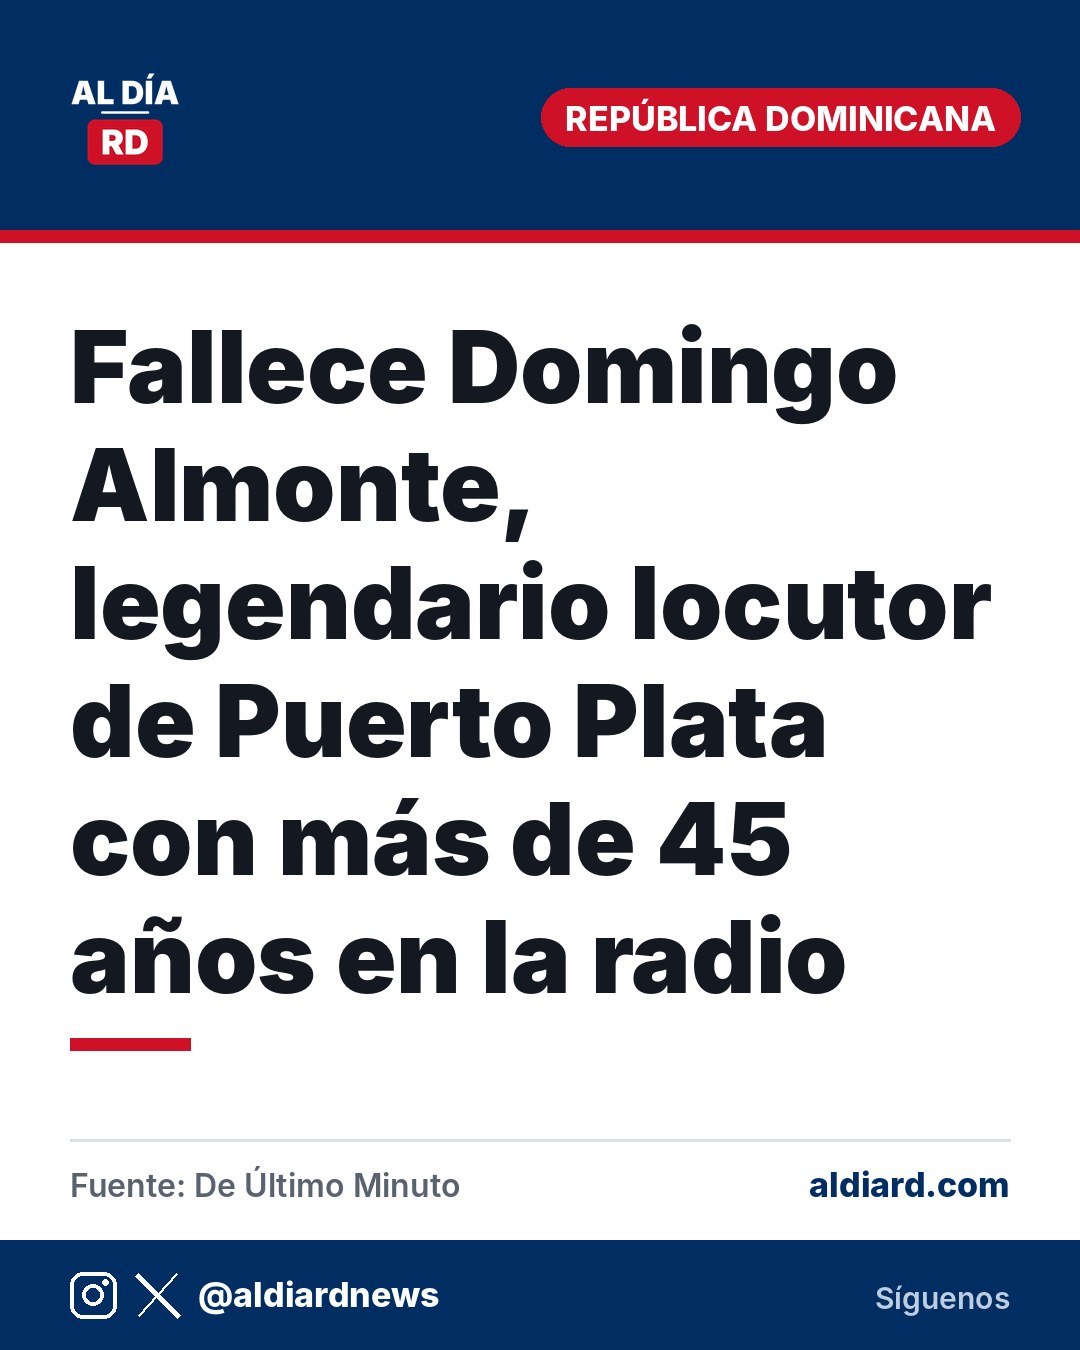 AL DÍA
RD
REPÚBLICA DOMINICANA
Fallece Domingo
Almonte,
legendario locutor
de Puerto Plata
con más de 45
años en la radio
Fuente: De Último Minuto
aldiard.com
@aldiardnews
Síguenos